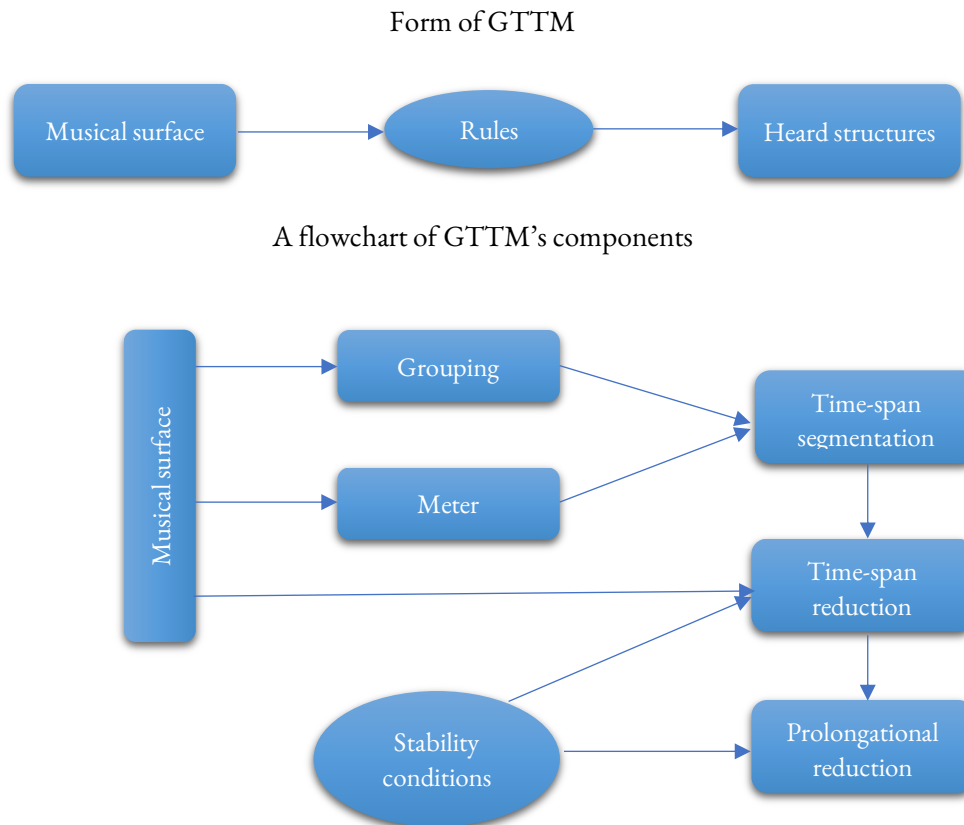 Form of GTTM
Musical surface
Rules
Heard structures
A flowchart of GTTM’s components
Musical surface
Grouping
Meter
Time-span
segmentation
Time-span
reduction
Stability
conditions
Prolongational
reduction